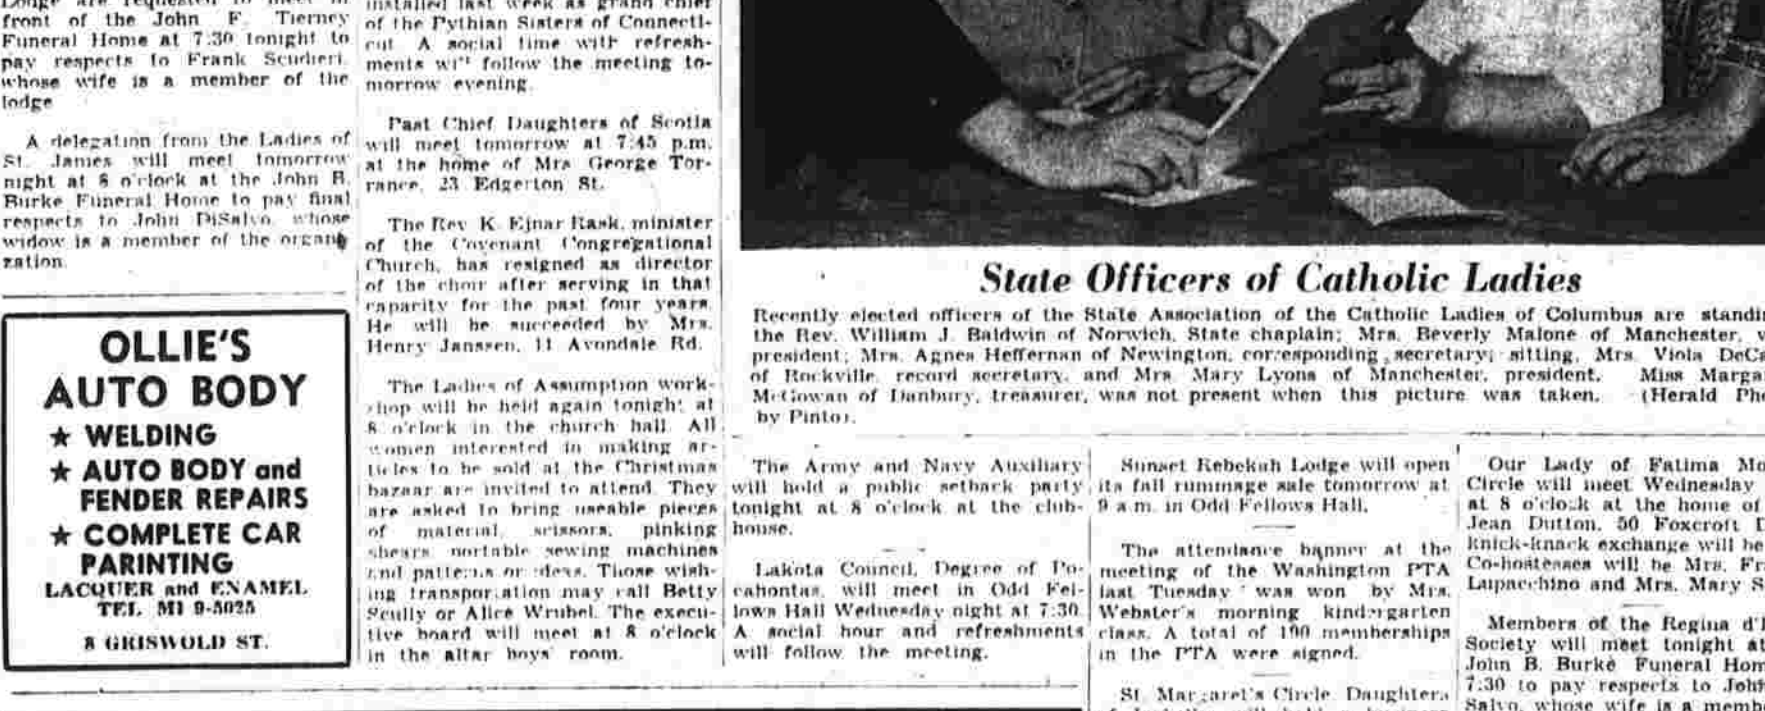 front of the John F. Tierney
Funeral Home at 7:30 tonight to
pay respects to Frank Scudieri,
whose wife is a member of the
lodge
A delegation from the Ladies of
St. James will meet tomorrow
night at 8 o'clock at the John B.
Burke Funeral Home to pay final
respects to John DiSalvo, whose
widow is a member of the organi-
zation.
OLLIE'S
AUTO BODY
★ WELDING
★ AUTO BODY and
FENDER REPAIRS
★ COMPLETE CAR
PARINTING
LACQUER and ENAMEL
TEL MI 9-5025
8 GRISWOLD ST.
installed last week as grand chief
of the Pythian Sisters of Connecti-
cut. A social time with refresh-
ments will follow the meeting to-
morrow evening.
Past Chief Daughters of Scotia
will meet tomorrow at 7:45 p.m.
at the home of Mrs George Tor-
rance, 23 Edgerton St.
The Rev K. Ejnar Rask, minister
of the Covenant Congregational
Church, has resigned as director
of the choir after serving in that
capacity for the past four years.
He will be succeeded by Mrs.
Henry Janssen, 11 Avondale Rd.
The Ladies of Assumption work-
shop will be held again tonight at
8 o'clock in the church hall. All
women interested in making ar-
ticles to be sold at the Christmas
bazaar are invited to attend. They
are asked to bring useable pieces
of material, scissors, pinking
shears, portable sewing machines
and patterns or ideas. Those wish-
ing transportation may call Betty
Scully or Alice Wrubel. The execu-
tive board will meet at 8 o'clock
in the altar boys' room.
State Officers of Catholic Ladies
Recently elected officers of the State Association of the Catholic Ladies of Columbus are standi
the Rev. William J. Baldwin of Norwich, State chaplain; Mrs. Beverly Malone of Manchester, v
president; Mrs. Agnes Heffernan of Newington, corresponding secretary; sitting, Mrs. Viola DeCa
of Rockville, record secretary, and Mrs Mary Lyons of Manchester, president. Miss Margar
McGowan of Danbury, treasurer, was not present when this picture was taken. (Herald Pho
by Pinto).
The Army and Navy Auxiliary
will hold a public setback party
tonight at 8 o'clock at the club-
house.
Lakota Council, Degree of Po-
cahontas, will meet in Odd Fel-
lows Hall Wednesday night at 7:30.
A social hour and refreshments
will follow the meeting.
Sunset Rebekah Lodge will open
its fall rummage sale tomorrow at
9 a.m. in Odd Fellows Hall.
The attendance banner at the
meeting of the Washington PTA
last Tuesday was won by Mrs.
Webster's morning kindergarten
class. A total of 190 memberships
in the PTA were signed.
St. Margaret's Circle, Daughters
Our Lady of Fatima Mo
Circle will meet Wednesday
at 8 o'clock at the home of
Jean Dutton, 50 Foxcroft D
knick-knack exchange will be
Co-hostesses will be Mrs. Fr
Lupacchino and Mrs. Mary S
Members of the Regina d'I
Society will meet tonight at
John B. Burke Funeral Hom
7:30 to pay respects to John
Salvo, whose wife is a memb